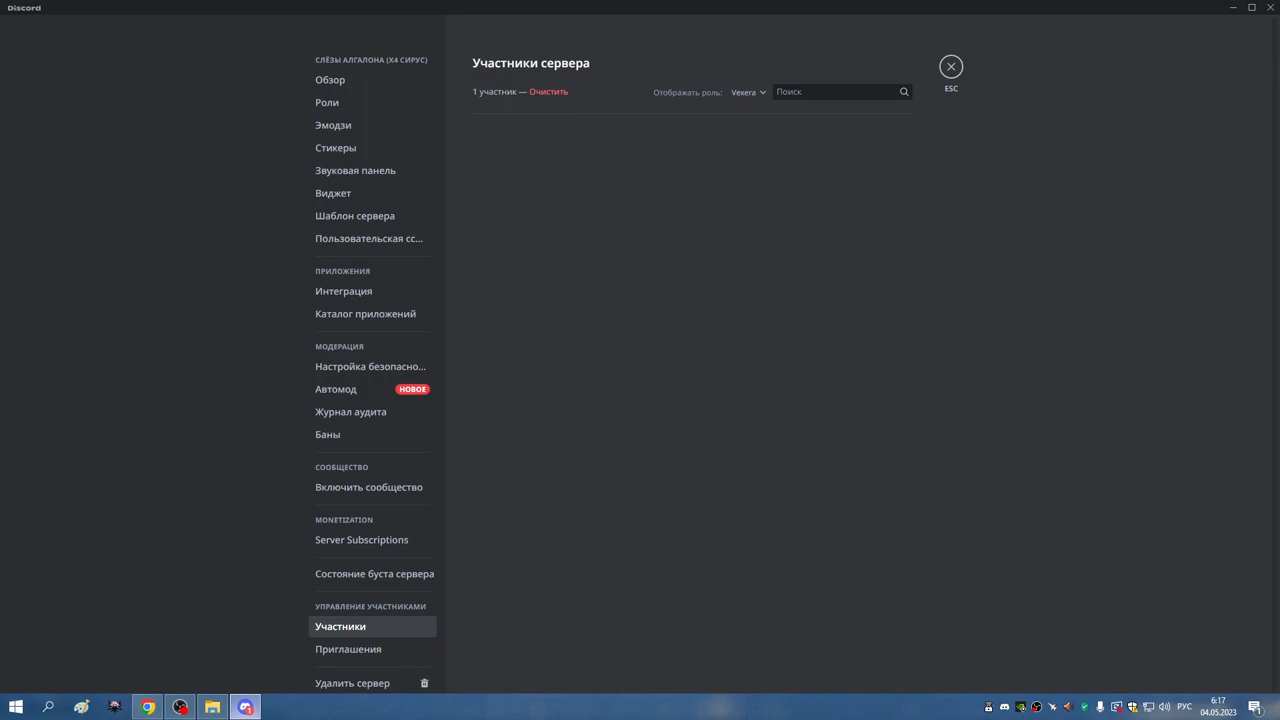 Discord
СЛЁЗЫ АЛГАЛОНА (X4 СИРУС)
Обзор
Роли
Эмодзи
Стикеры
Звуковая панель
Виджет
Шаблон сервера
Пользовательская сс...
ПРИЛОЖЕНИЯ
Интеграция
Каталог приложений
МОДЕРАЦИЯ
Настройка безопасно...
Автомод НОВОЕ
Журнал аудита
Баны
СООБЩЕСТВО
Включить сообщество
MONETIZATION
Server Subscriptions
Состояние буста сервера
УПРАВЛЕНИЕ УЧАСТНИКАМИ
Участники
Приглашения
Удалить сервер
Участники сервера
1 участник — Очистить
Отображать роль: Vexera
Поиск
ESC
РУС
6:17
04.05.2023
1